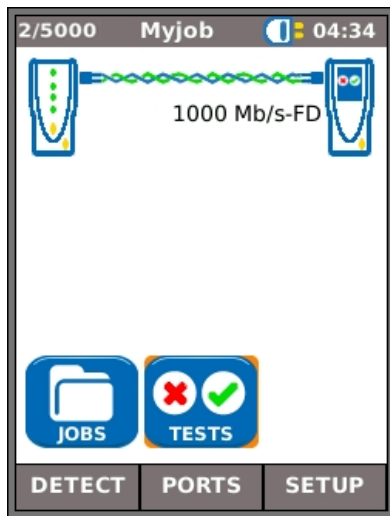 2/5000 Myjob 04:34
1000 Mb/s-FD
JOBS TESTS
DETECT PORTS SETUP